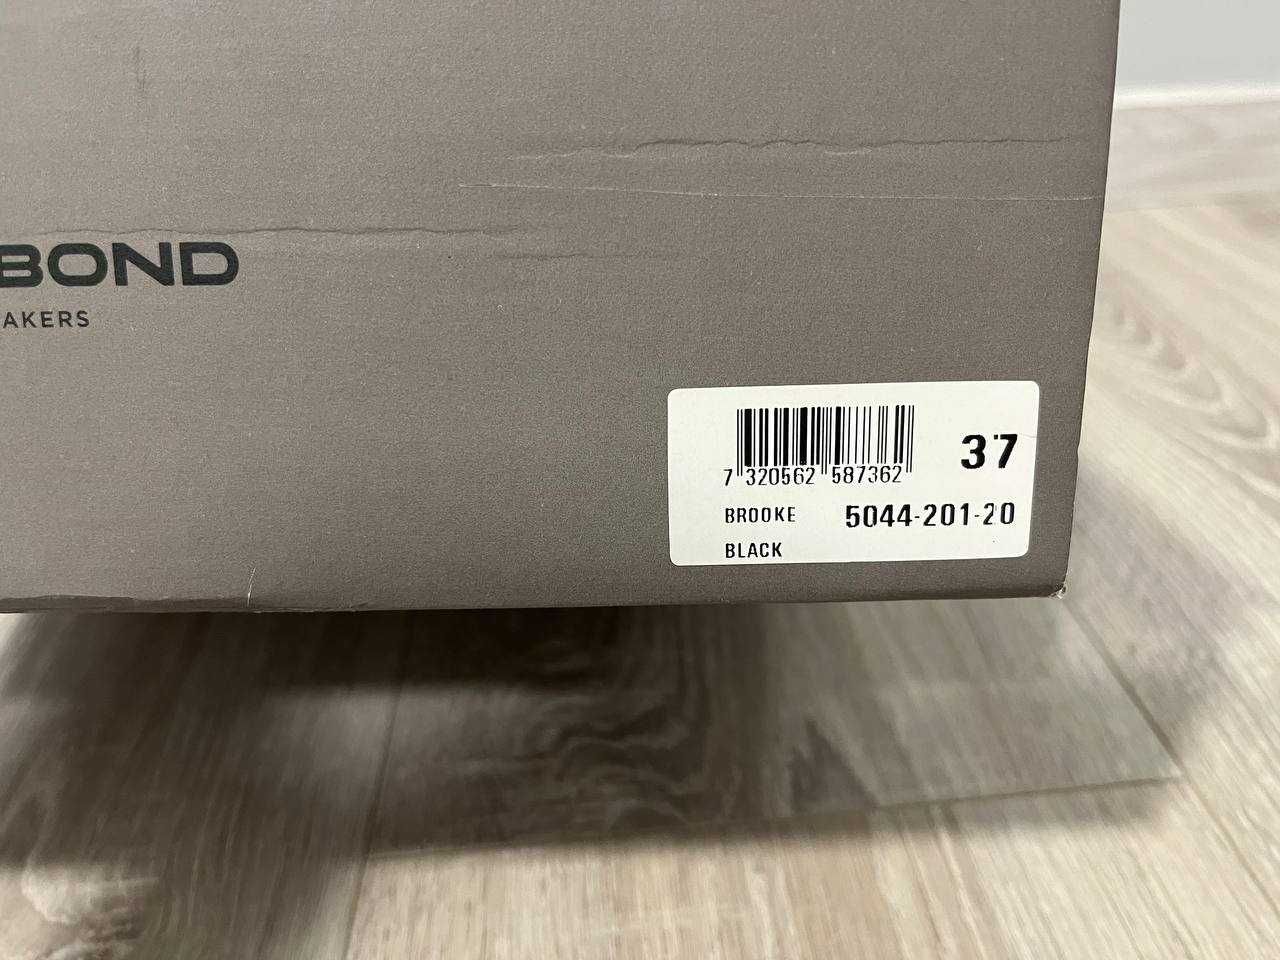 BOND
AKERS
37
7 320562 587362
BROOKE 5044-201-20
BLACK